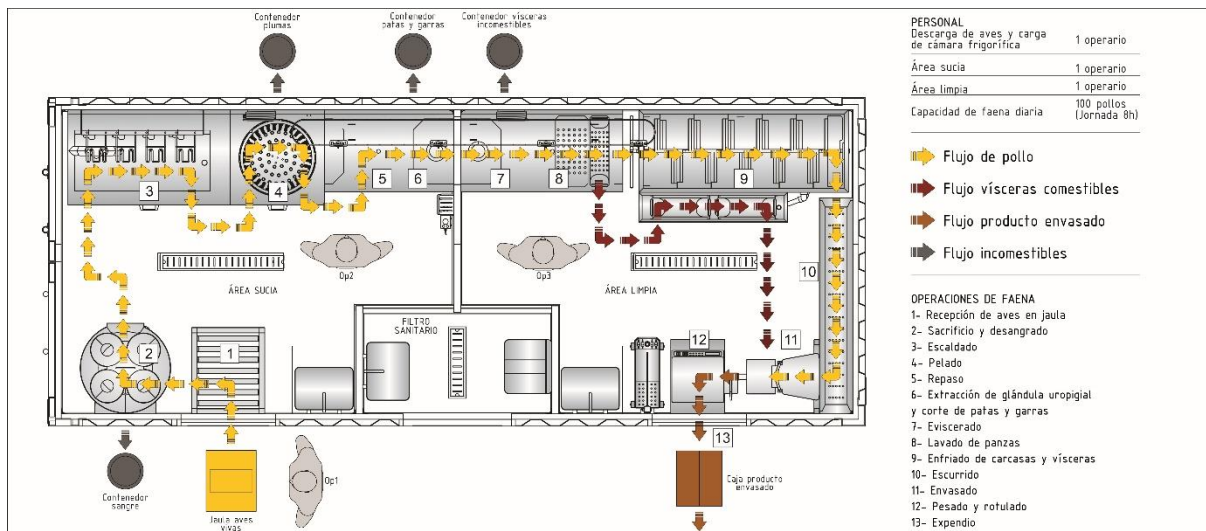 Contenedor
plumas
Contenedor
patas y garras
Contenedor vísceras
incomestibles
3
4
5
6
7
8
9
10
Op2
Op3
ÁREA SUCIA
ÁREA LIMPIA
FILTRO
SANITARIO
2
1
12
11
13
Contenedor
sangre
Jaula aves
vivas
Op1
Caja producto
envasado
PERSONAL
Descarga de aves y carga
de cámara frigorífica 1 operario
Área sucia 1 operario
Área limpia 1 operario
Capacidad de faena diaria 100 pollos
(Jornada 8h)
Flujo de pollo
Flujo vísceras comestibles
Flujo producto envasado
Flujo incomestibles
OPERACIONES DE FAENA
1- Recepción de aves en jaula
2- Sacrificio y desangrado
3- Escaldado
4- Pelado
5- Repaso
6- Extracción de glándula uropigial
y corte de patas y garras
7- Eviscerado
8- Lavado de panzas
9- Enfriado de carcasas y vísceras
10- Escurrido
11- Envasado
12- Pesado y rotulado
13- Expendio